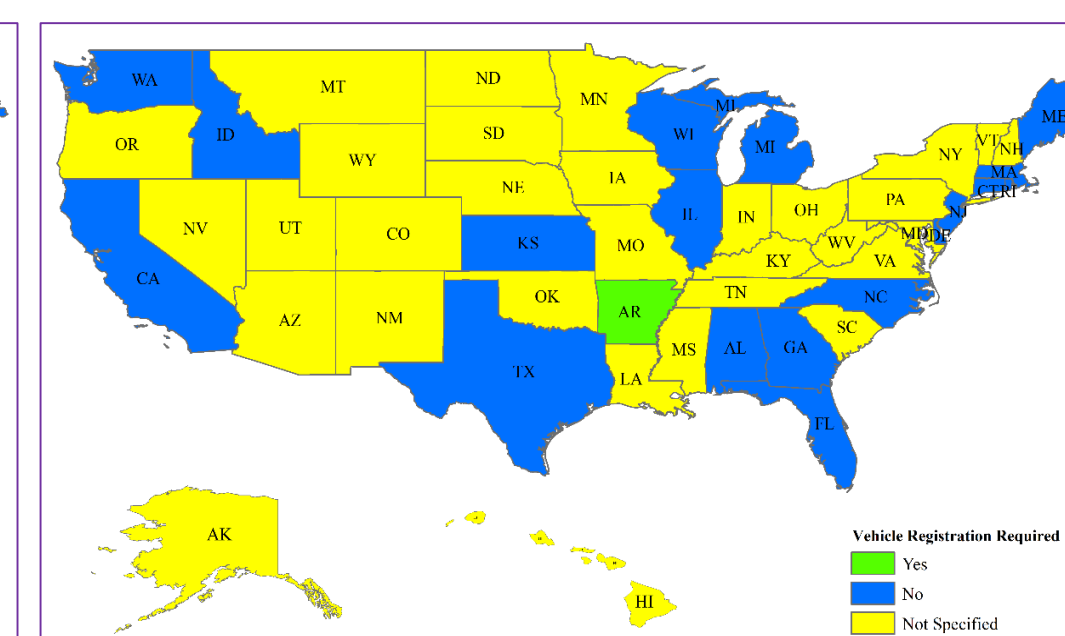 WA
MT
ND
MN
ME
OR
ID
SD
WI
MI
MI
VT
NH
NY
MA
WY
IA
CT
RI
NE
PA
NV
UT
CO
KS
MO
IL
IN
OH
NJ
MD
DE
WV
VA
KY
CA
AZ
NM
OK
AR
TN
NC
SC
MS
AL
GA
TX
LA
FL
AK
HI
Vehicle Registration Required
Yes
No
Not Specified